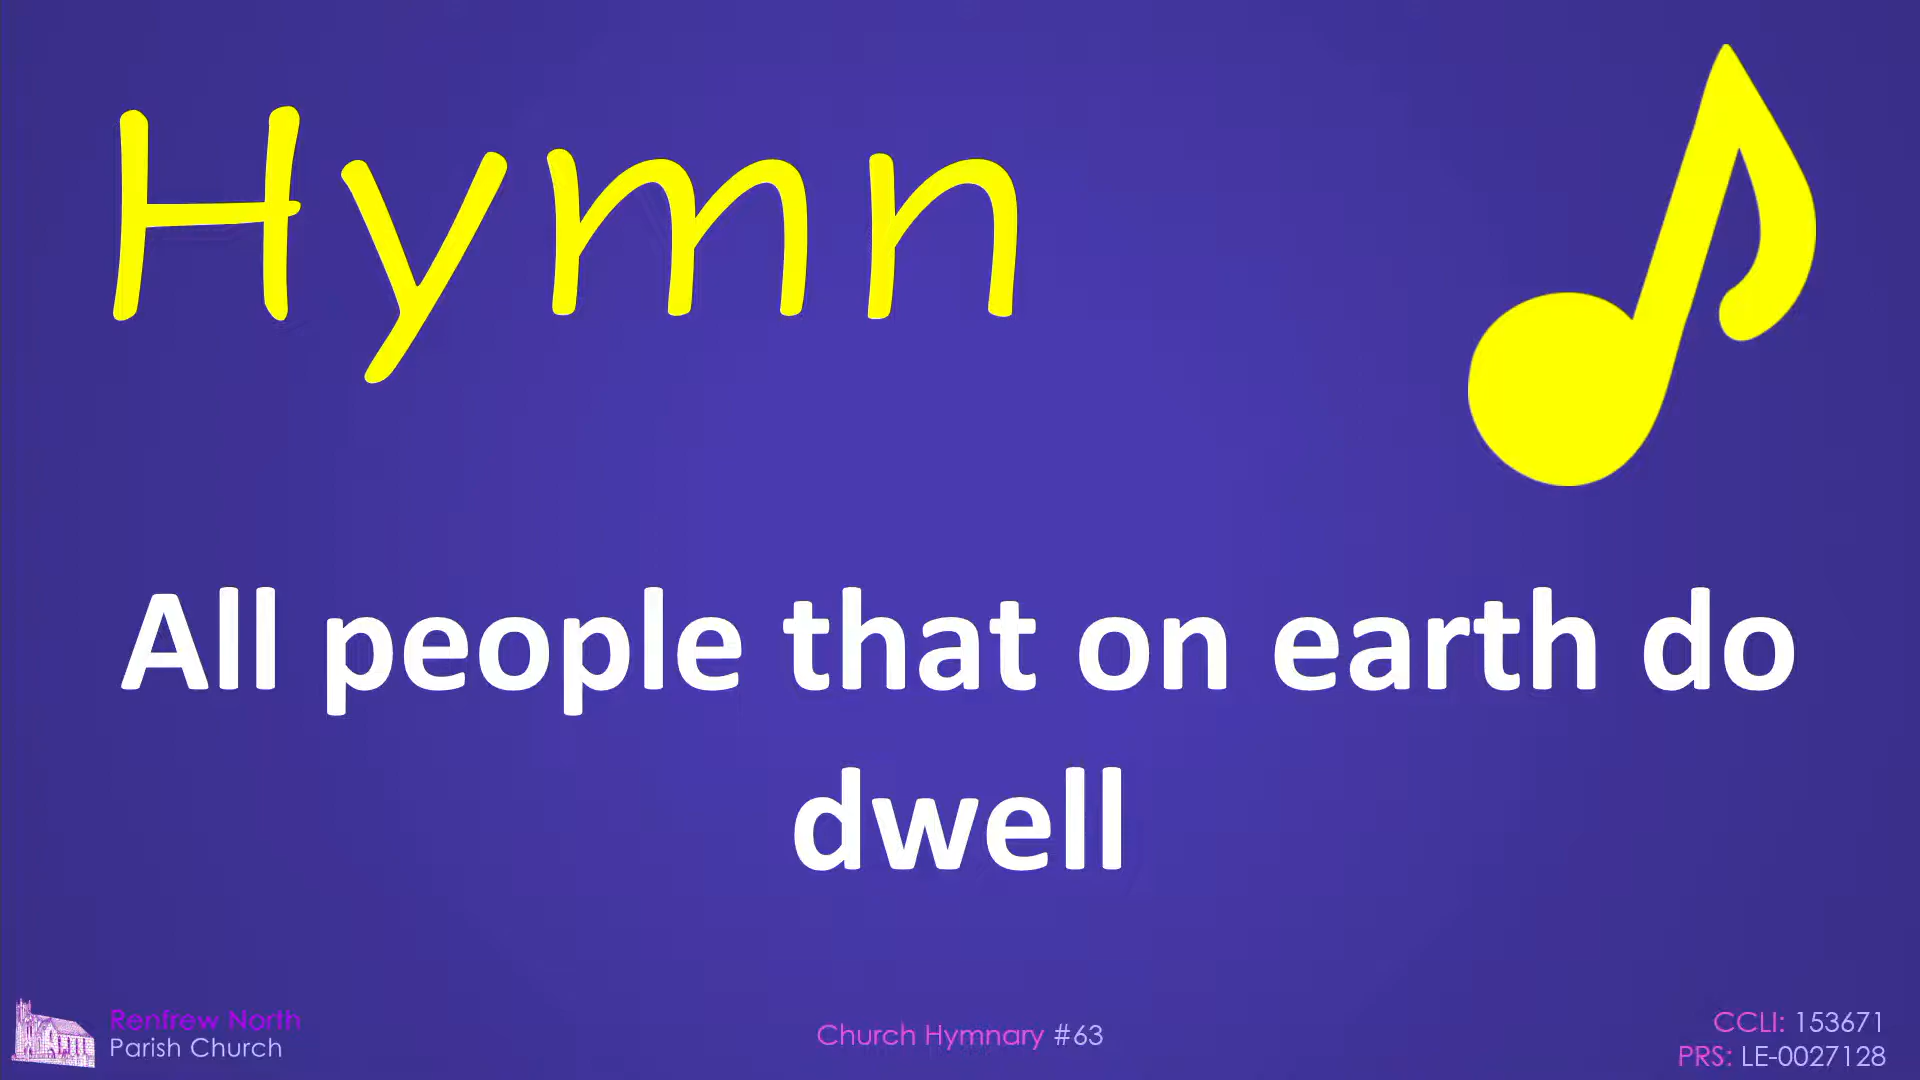 Hymn
All people that on earth do
dwell
Renfrew North
Parish Church
Church Hymnary #63
CCLI: 153671
PRS: LE-0027128